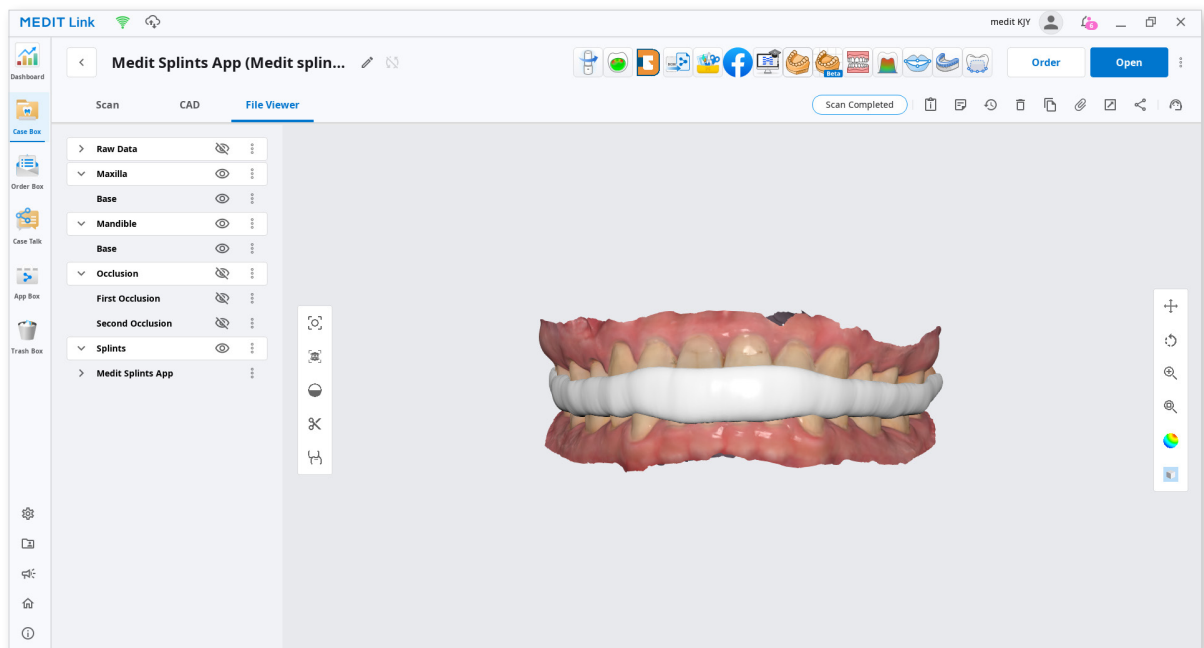 MEDIT Link
medit KJY
6
Dashboard
Medit Splints App (Medit splin...
Beta
Order
Open
Scan
CAD
File Viewer
Scan Completed
Case Box
Raw Data
Maxilla
Base
Order Box
Mandible
Case Talk
Base
Occlusion
App Box
First Occlusion
Second Occlusion
Trash Box
Splints
Medit Splints App